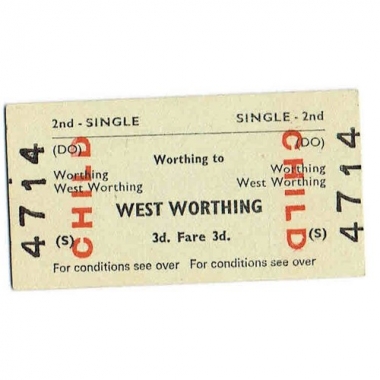 2nd - SINGLE SINGLE - 2nd
(DO) Worthing to (DO)
Worthing Worthing
West Worthing West Worthing
WEST WORTHING
(S) 3d. Fare 3d. (S)
For conditions see over For conditions see over
4714
CHILD
CHILD
4714